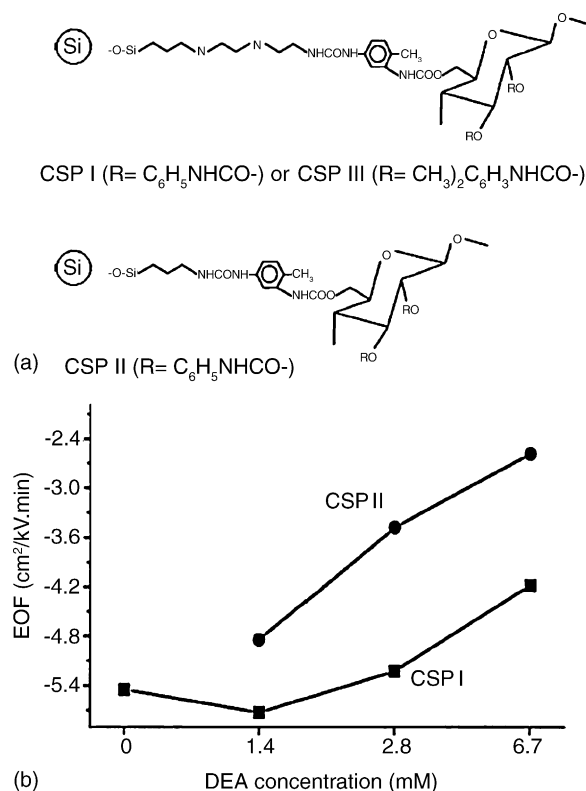 Si -O-Si N N NHCONH CH₃ NHCOO O O RO RO
CSP I (R= C₆H₅NHCO-) or CSP III (R= CH₃)₂C₆H₃NHCO-)
Si -O-Si NHCONH CH₃ NHCOO O O RO RO
(a) CSP II (R= C₆H₅NHCO-)
EOF (cm²/kV.min)
-2.4
-3.0
-3.6
-4.2
-4.8
-5.4
CSP II
CSP I
0 1.4 2.8 6.7
(b) DEA concentration (mM)